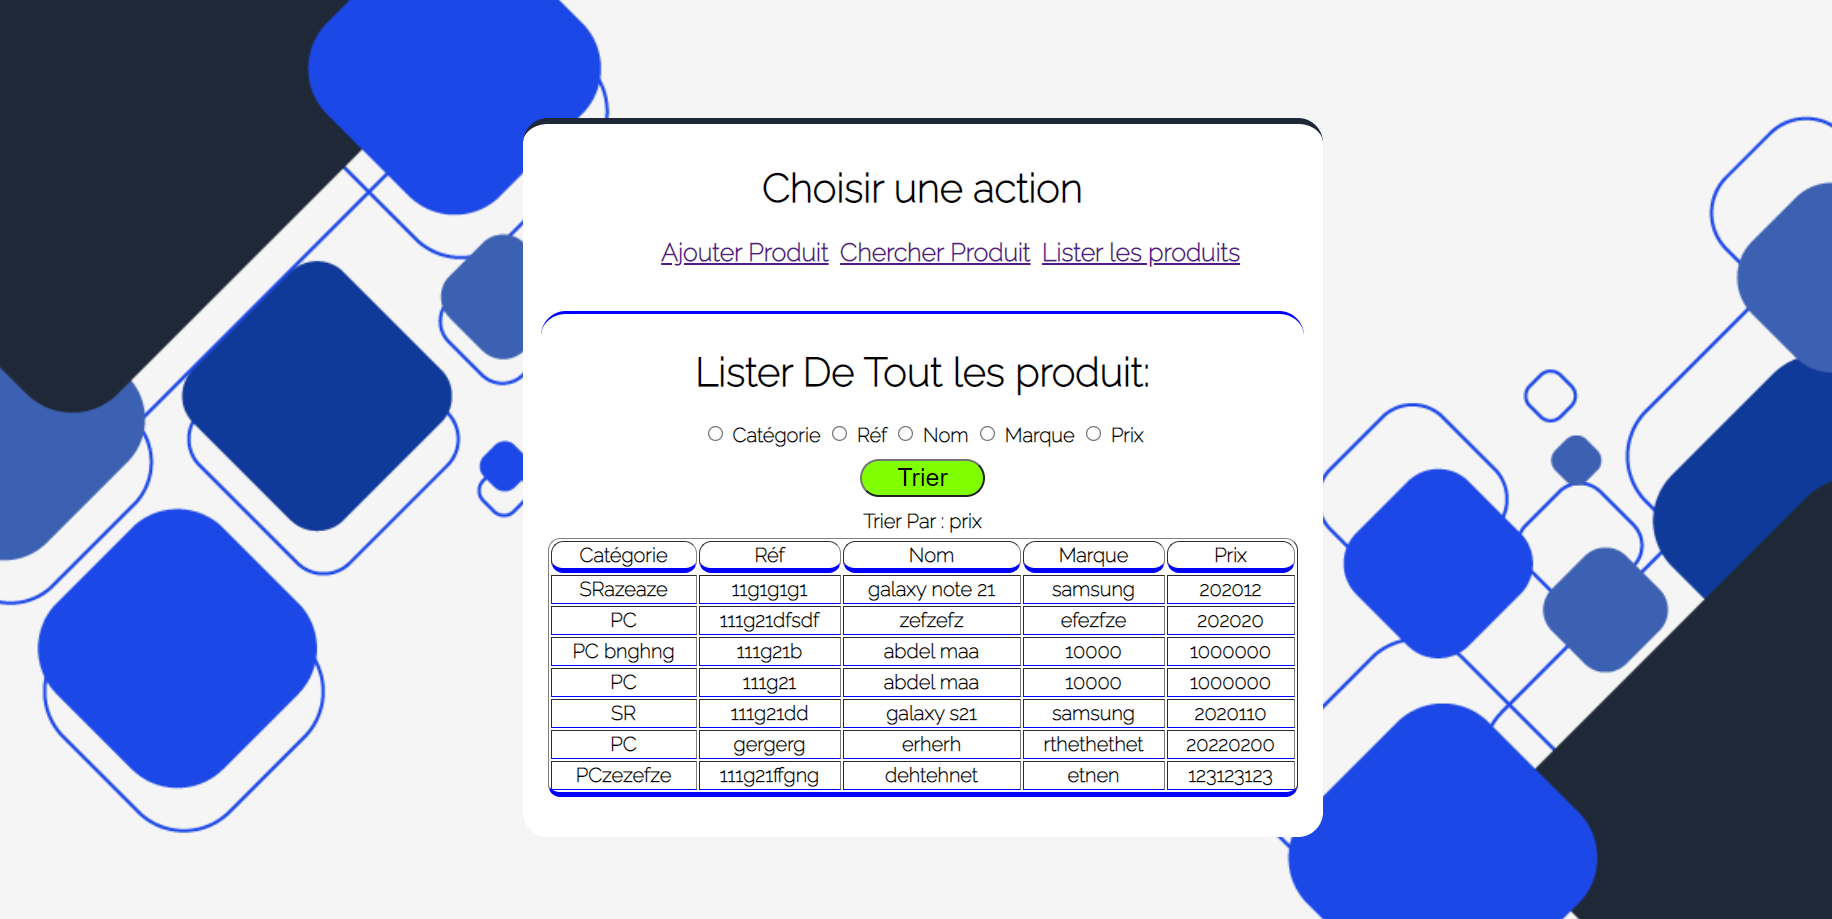 Choisir une action
Ajouter Produit Chercher Produit Lister les produits
Lister De Tout les produit:
Catégorie Réf Nom Marque Prix
Trier
Trier Par : prix
Catégorie Réf Nom Marque Prix
SRazeaze 11g1g1g1 galaxy note 21 samsung 202012
PC 111g21dfsdf zefzefz efezfze 202020
PC bnghng 111g21b abdel maa 10000 1000000
PC 111g21 abdel maa 10000 1000000
SR 111g21dd galaxy s21 samsung 2020110
PC gergerg erherh rthethethet 20220200
PCzezefze 111g21ffgng dehtehnet etnen 123123123